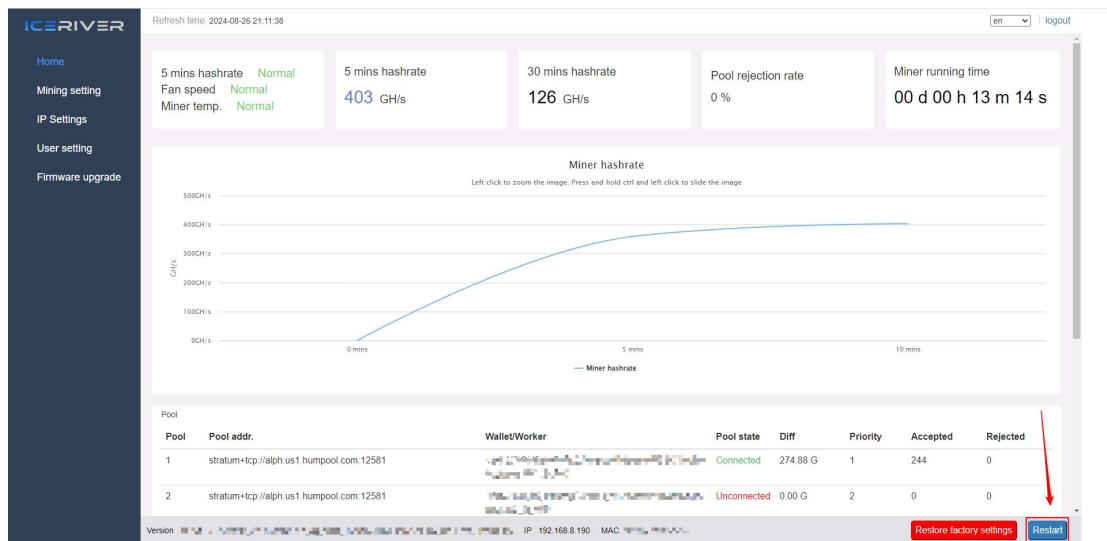 ICERIVER
Refresh time 2024-08-26 21:11:38
en
logout
Home
Mining setting
IP Settings
User setting
Firmware upgrade
5 mins hashrate Normal
Fan speed Normal
Miner temp. Normal
5 mins hashrate
403 GH/s
30 mins hashrate
126 GH/s
Pool rejection rate
0 %
Miner running time
00 d 00 h 13 m 14 s
Miner hashrate
Left click to zoom the image. Press and hold ctrl and left click to slide the image
500GH/s
400GH/s
300GH/s
200GH/s
100GH/s
0GH/s
GH/s
0 mins
5 mins
10 mins
Miner hashrate
Pool
Pool Pool addr. Wallet/Worker Pool state Diff Priority Accepted Rejected
1 stratum+tcp://alph.us1.humpool.com:12581 Connected 274.88 G 1 244 0
2 stratum+tcp://alph.us1.humpool.com:12581 Unconnected 0.00 G 2 0 0
Version IP 192.168.8.190 MAC
Restore factory settings
Restart